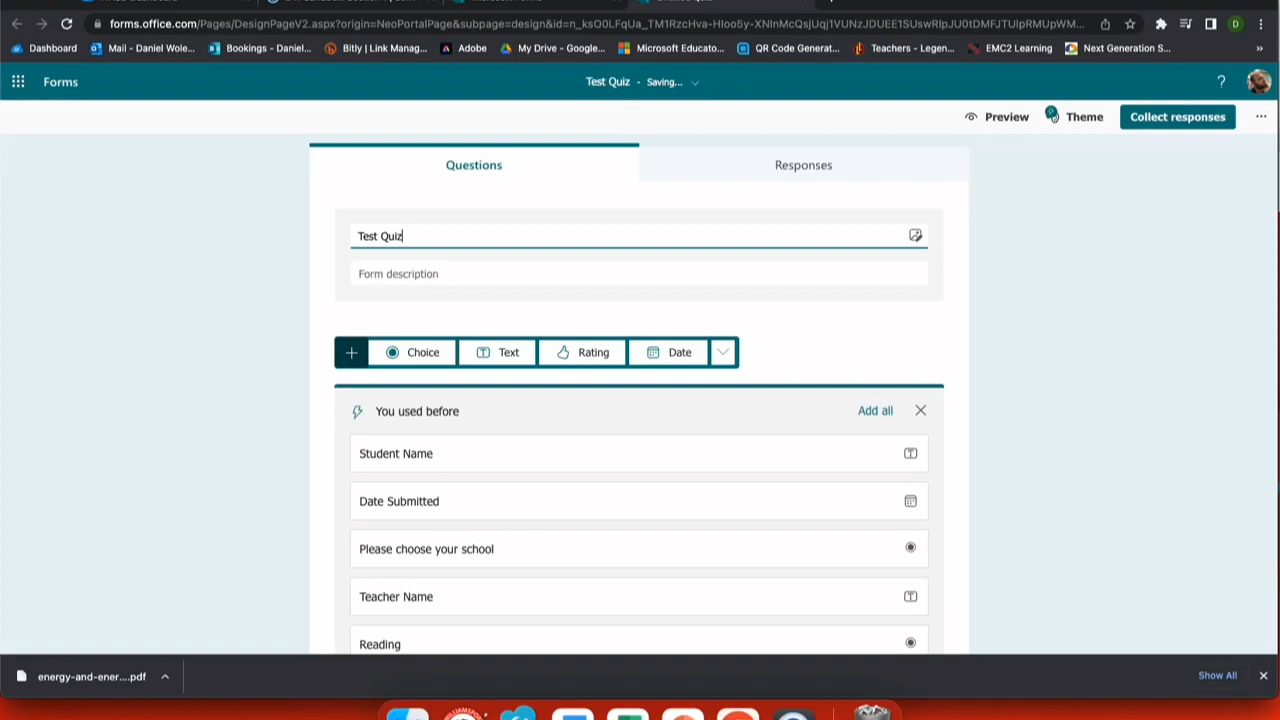 forms.office.com/Pages/DesignPageV2.aspx?origin=NeoPortalPage&subpage=design&id=n_
Dashboard
Mail - Daniel Wole...
Bookings - Daniel...
Bitly | Link Manag...
Adobe
My Drive - Google...
Microsoft Educato...
QR Code Generat...
Teachers - Legen...
EMC2 Learning
Next Generation S...
»
Forms
Test Quiz - Saving...
?
Preview
Theme
Collect responses
...
Questions
Responses
Test Quiz
Form description
Choice
Text
Rating
Date
You used before
Add all
Student Name
Date Submitted
Please choose your school
Teacher Name
Reading
energy-and-ener....pdf
Show All